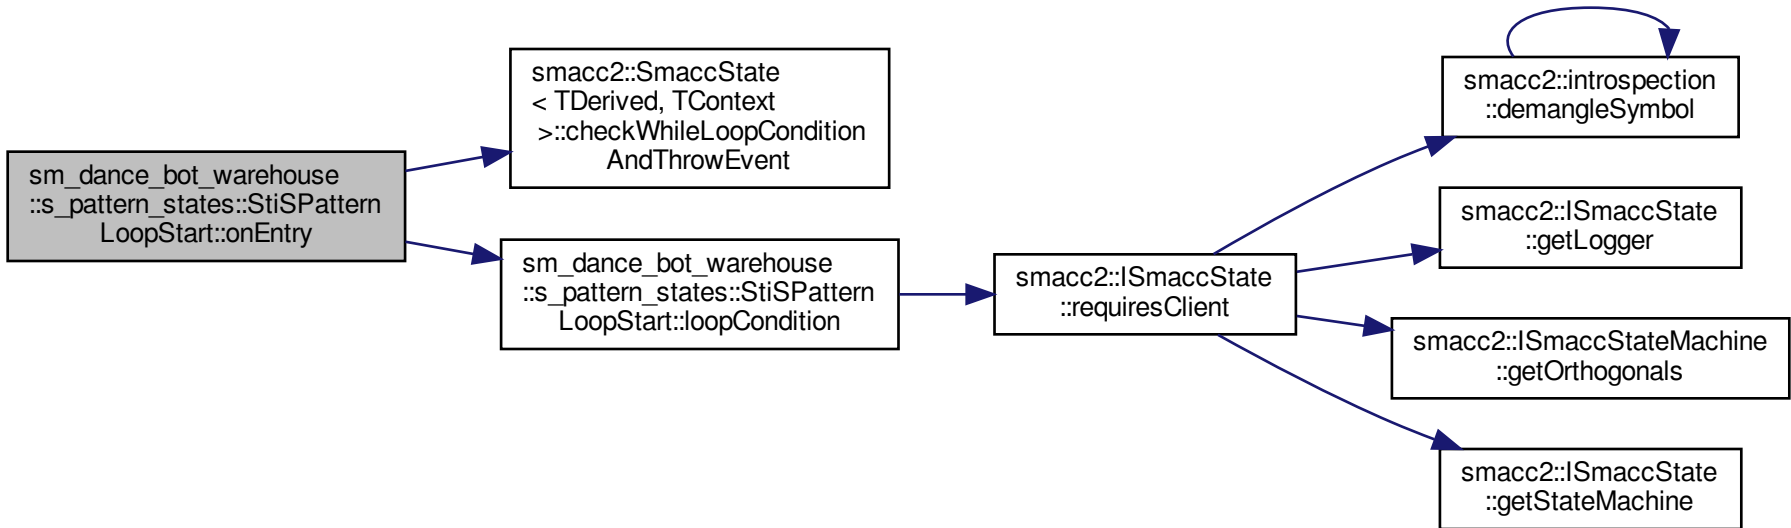 sm_dance_bot_warehouse
::s_pattern_states::StiSPattern
LoopStart::onEntry
smacc2::SmaccState
< TDerived, TContext
>::checkWhileLoopCondition
AndThrowEvent
sm_dance_bot_warehouse
::s_pattern_states::StiSPattern
LoopStart::loopCondition
smacc2::ISmaccState
::requiresClient
smacc2::introspection
::demangleSymbol
smacc2::ISmaccState
::getLogger
smacc2::ISmaccStateMachine
::getOrthogonals
smacc2::ISmaccState
::getStateMachine